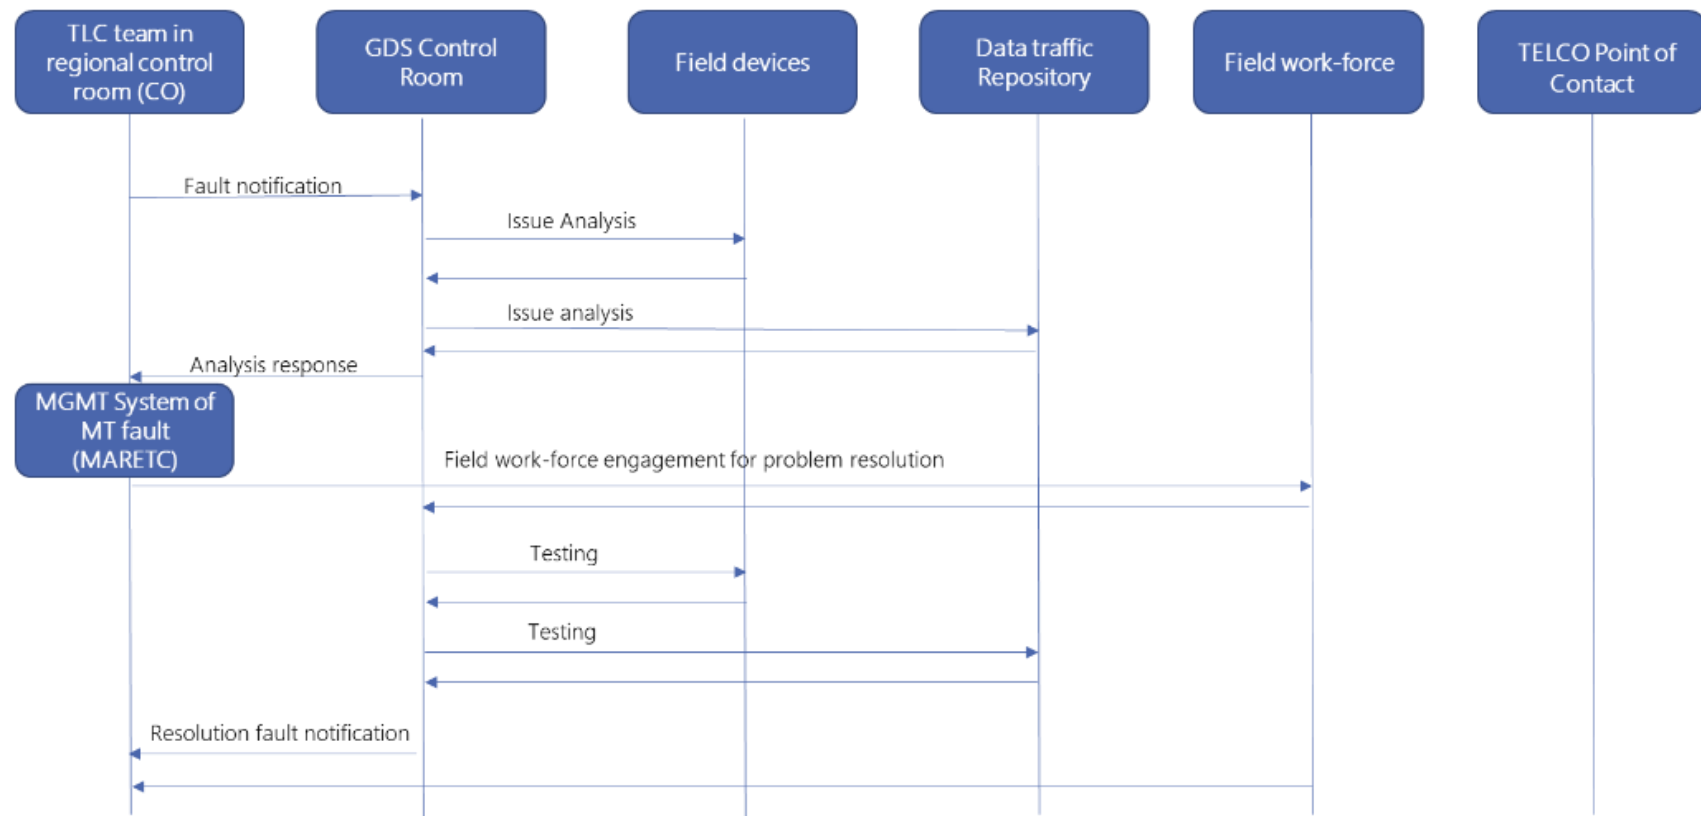 TLC team in
regional control
room (CO)
GDS Control
Room
Field devices
Data traffic
Repository
Field work-force
TELCO Point of
Contact
Fault notification
Issue Analysis
Issue analysis
Analysis response
MGMT System of
MT fault
(MARETC)
Field work-force engagement for problem resolution
Testing
Testing
Resolution fault notification